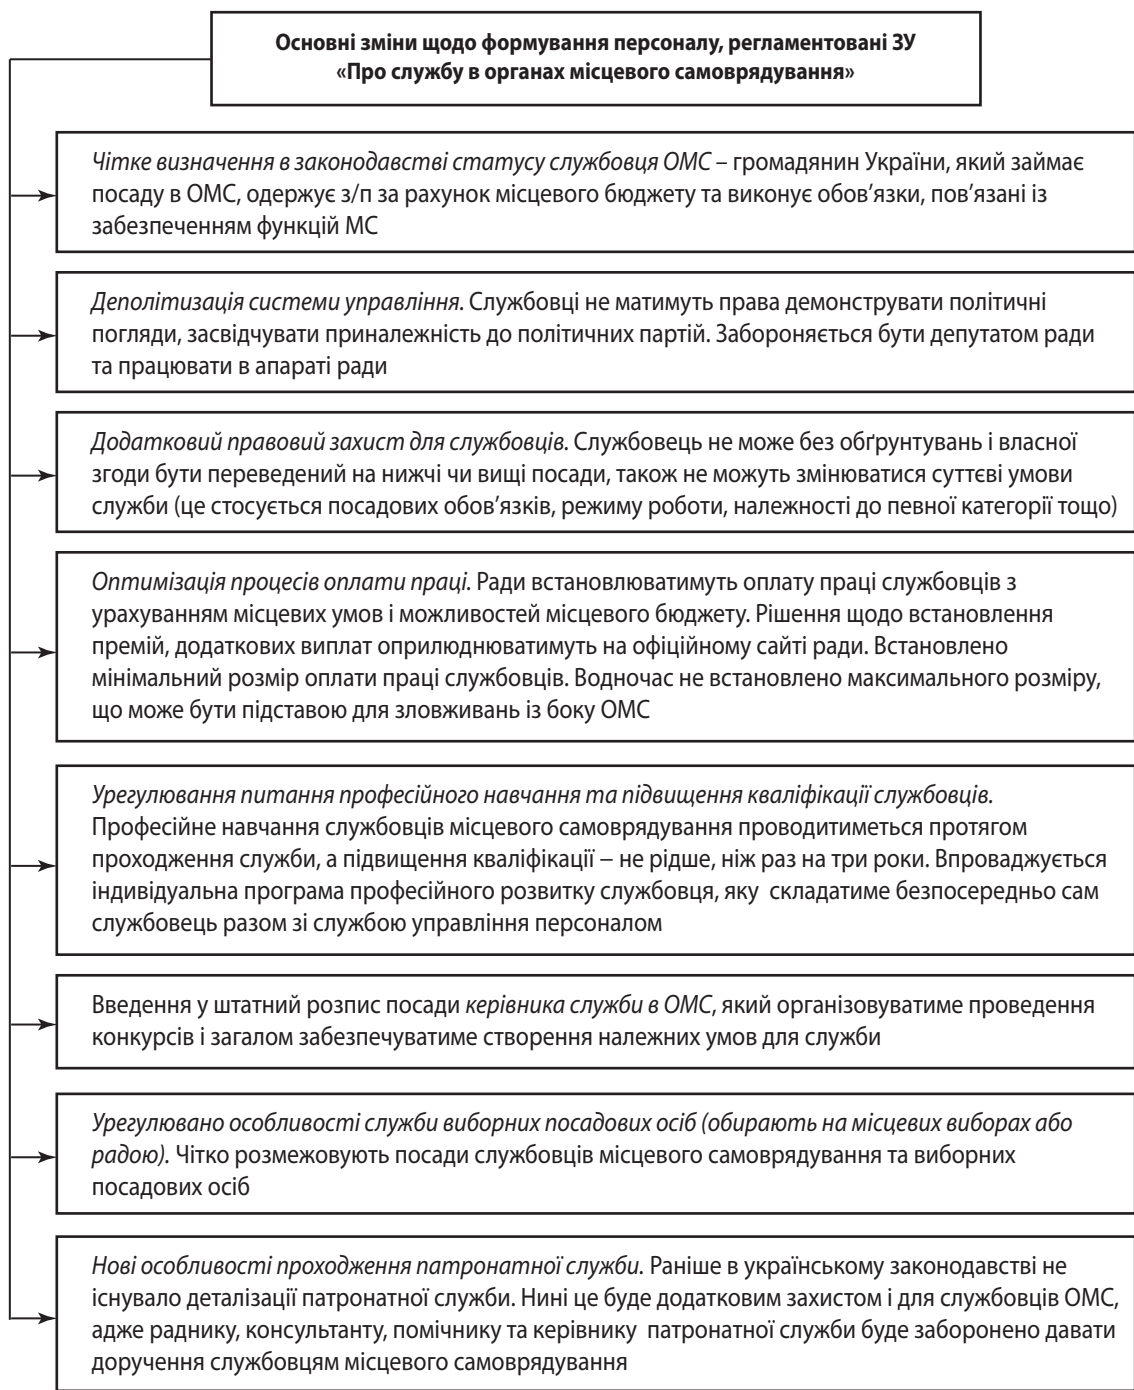 Основні зміни щодо формування персоналу, регламентовані ЗУ
«Про службу в органах місцевого самоврядування»
Чітке визначення в законодавстві статусу службовця ОМС – громадянин України, який займає
посаду в ОМС, одержує з/п за рахунок місцевого бюджету та виконує обов’язки, пов’язані із
забезпеченням функцій МС
Деполітизація системи управління. Службовці не матимуть права демонструвати політичні
погляди, засвідчувати приналежність до політичних партій. Забороняється бути депутатом ради
та працювати в апараті ради
Додатковий правовий захист для службовців. Службовець не може без обґрунтувань і власної
згоди бути переведений на нижчі чи вищі посади, також не можуть змінюватися суттєві умови
служби (це стосується посадових обов’язків, режиму роботи, належності до певної категорії тощо)
Оптимізація процесів оплати праці. Ради встановлюватимуть оплату праці службовців з
урахуванням місцевих умов і можливостей місцевого бюджету. Рішення щодо встановлення
премій, додаткових виплат оприлюднюватимуть на офіційному сайті ради. Встановлено
мінімальний розмір оплати праці службовців. Водночас не встановлено максимального розміру,
що може бути підставою для зловживань із боку ОМС
Урегулювання питання професійного навчання та підвищення кваліфікації службовців.
Професійне навчання службовців місцевого самоврядування проводитиметься протягом
проходження служби, а підвищення кваліфікації – не рідше, ніж раз на три роки. Впроваджується
індивідуальна програма професійного розвитку службовця, яку складатиме безпосередньо сам
службовець разом зі службою управління персоналом
Введення у штатний розпис посади керівника служби в ОМС, який організовуватиме проведення
конкурсів і загалом забезпечуватиме створення належних умов для служби
Урегульовано особливості служби виборних посадових осіб (обирають на місцевих виборах або
радою). Чітко розмежовують посади службовців місцевого самоврядування та виборних
посадових осіб
Нові особливості проходження патронатної служби. Раніше в українському законодавстві не
існувало деталізації патронатної служби. Нині це буде додатковим захистом і для службовців ОМС,
адже раднику, консультанту, помічнику та керівнику патронатної служби буде заборонено давати
доручення службовцям місцевого самоврядування